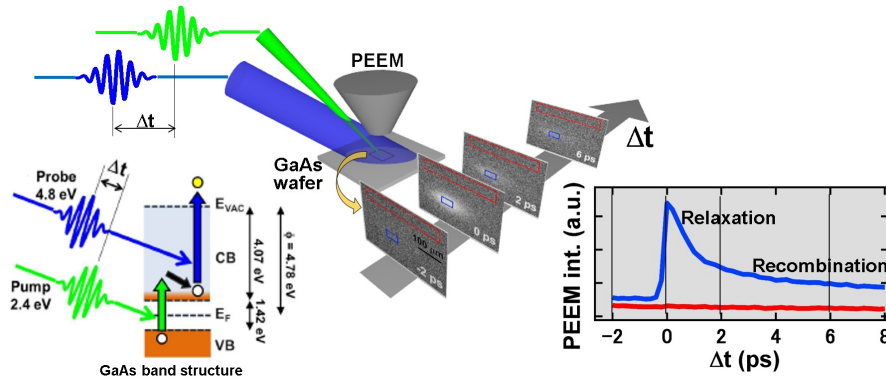 Δt
PEEM
GaAs
wafer
-2 ps
100 µm
0 ps
2 ps
6 ps
Δt
Probe
4.8 eV
Δt
Pump
2.4 eV
E_VAC
CB
E_F
VB
4.07 eV
1.42 eV
ϕ = 4.78 eV
GaAs band structure
PEEM int. (a.u.)
Relaxation
Recombination
−2 0 2 4 6 8
Δt (ps)